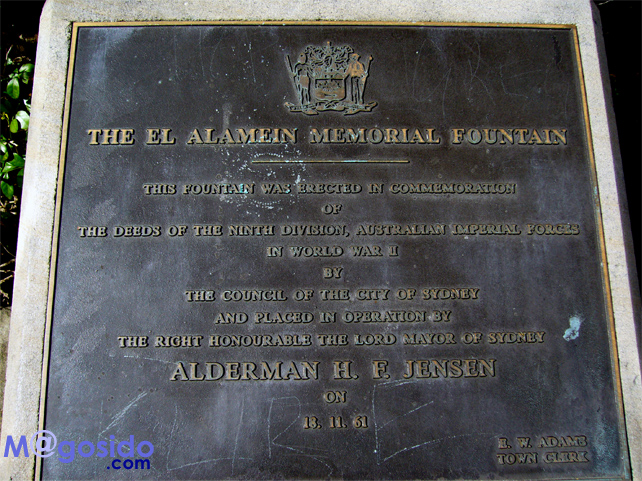 THE EL ALAMEIN MEMORIAL FOUNTAIN
THIS FOUNTAIN WAS ERECTED IN COMMEMORATION
OF
THE DEEDS OF THE NINTH DIVISION, AUSTRALIAN IMPERIAL FORCES
IN WORLD WAR II
BY
THE COUNCIL OF THE CITY OF SYDNEY
AND PLACED IN OPERATION BY
THE RIGHT HONOURABLE THE LORD MAYOR OF SYDNEY
ALDERMAN H. F. JENSEN
ON
18. 11. 61
E. W. ADAMS
TOWN CLERK
M@gosido
.com